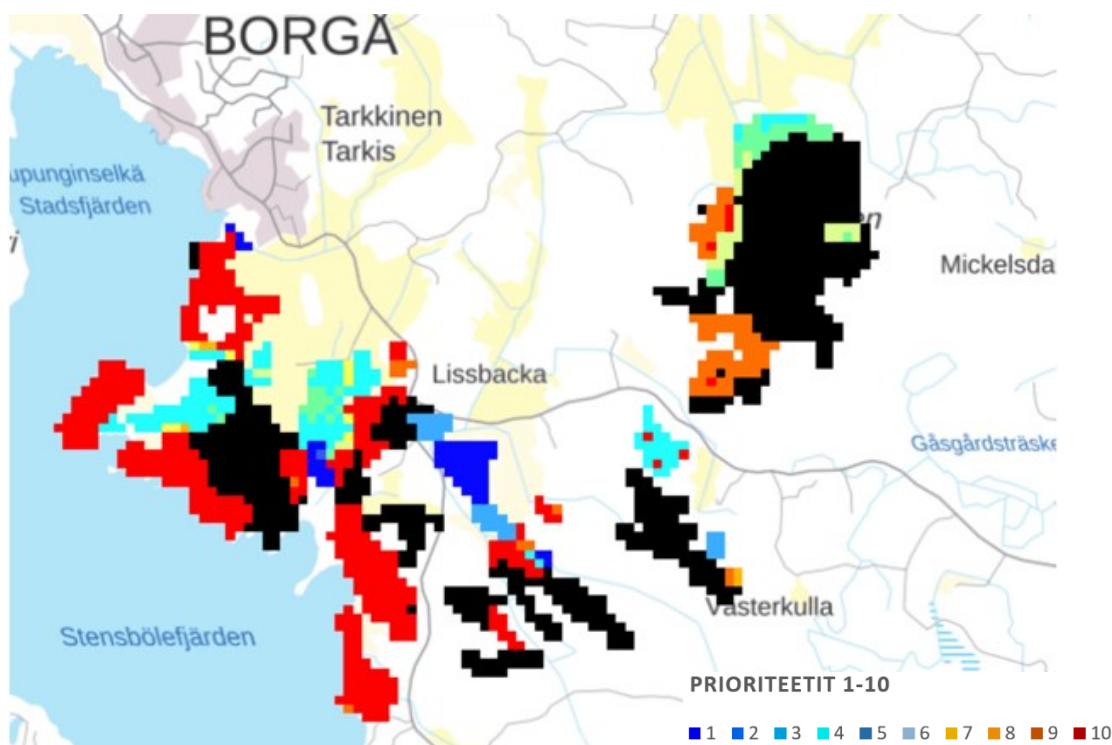 BORGÅ
Tarkkinen
Tarkis
upunginselkä
Stadsfjärden
Mickelsda
Lissbacka
Gåsgårdsträske
Västerkulla
Stensbölefjärden
PRIORITEETIT 1-10
1 2 3 4 5 6 7 8 9 10